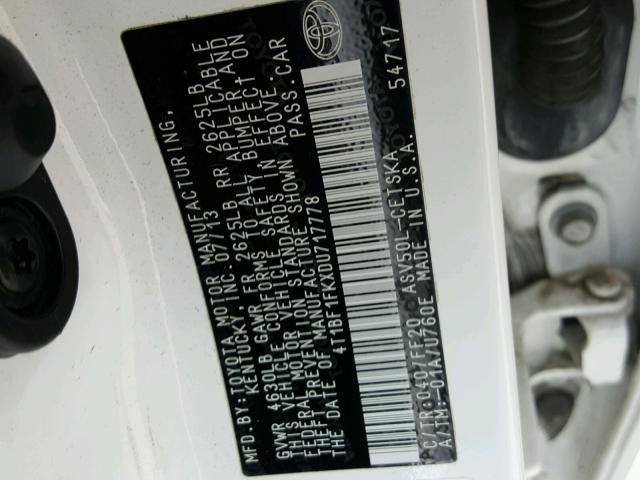 MFD BY:TOYOTA MOTOR MANUFACTURING,
KENTUCKY, INC. 07/13
GVWR 4630LB GAWR FR 2625LB RR 2625LB
THIS VEHICLE CONFORMS TO ALL APPLICABLE
FEDERAL MOTOR VEHICLE SAFETY, BUMPER AND
THEFT PREVENTION STANDARDS IN EFFECT ON
THE DATE OF MANUFACTURE SHOWN ABOVE.
4T1BF1FKXDU717778 PASS.CAR
C/TR:040/FF20 ASV50L-CETSKA
A/TM:-01A/U760E MADE IN U.S.A. 54717